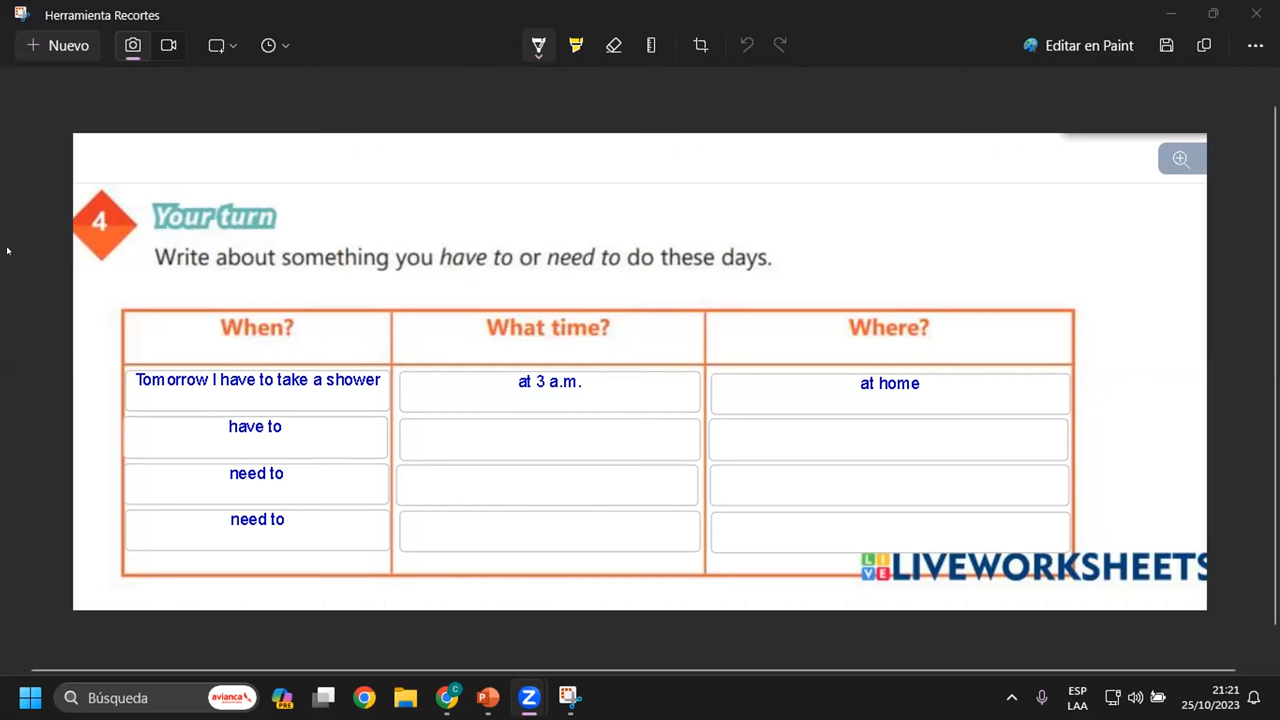 Herramienta Recortes
Nuevo
Editar en Paint
4
Your turn
Write about something you have to or need to do these days.
When? What time? Where?
Tomorrow I have to take a shower at 3 a.m. at home
have to
need to
need to
LIVE LIVEWORKSHEETS
Búsqueda avianca PRE C ESP 21:21
LAA 25/10/2023